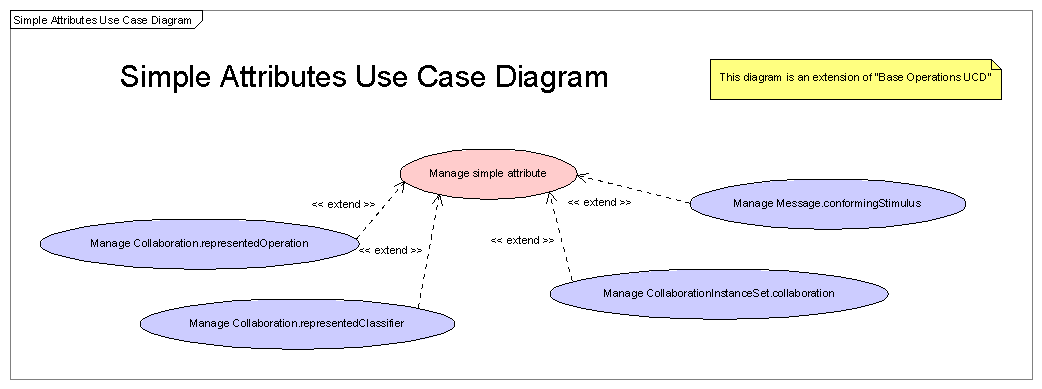 Simple Attributes Use Case Diagram
Simple Attributes Use Case Diagram
This diagram is an extension of "Base Operations UCD"
Manage simple attribute
<< extend >>
<< extend >>
Manage Message.conformingStimulus
<< extend >>
<< extend >>
Manage Collaboration.representedOperation
Manage CollaborationInstanceSet.collaboration
Manage Collaboration.representedClassifier